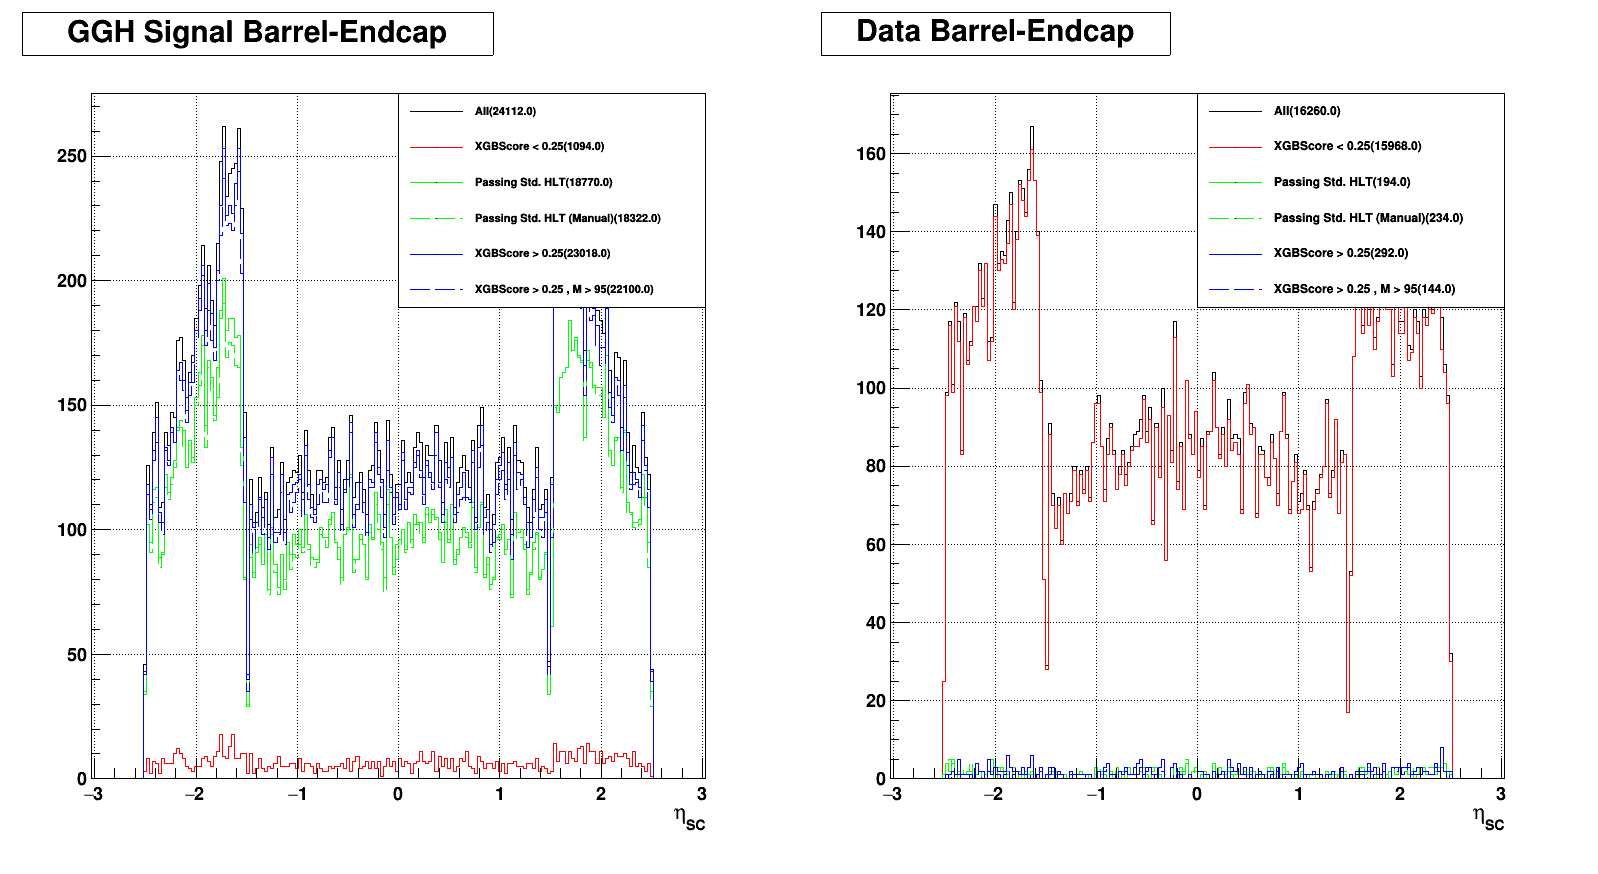 GGH Signal Barrel-Endcap
All(24112.0)
XGBScore < 0.25(1094.0)
Passing Std. HLT(18770.0)
Passing Std. HLT (Manual)(18322.0)
XGBScore > 0.25(23018.0)
XGBScore > 0.25 , M > 95(22100.0)
250
200
150
100
50
0
−3
−2
−1
0
1
2
3
ηSC
Data Barrel-Endcap
All(16260.0)
XGBScore < 0.25(15968.0)
Passing Std. HLT(194.0)
Passing Std. HLT (Manual)(234.0)
XGBScore > 0.25(292.0)
XGBScore > 0.25 , M > 95(144.0)
160
140
120
100
80
60
40
20
0
−3
−2
−1
0
1
2
3
ηSC